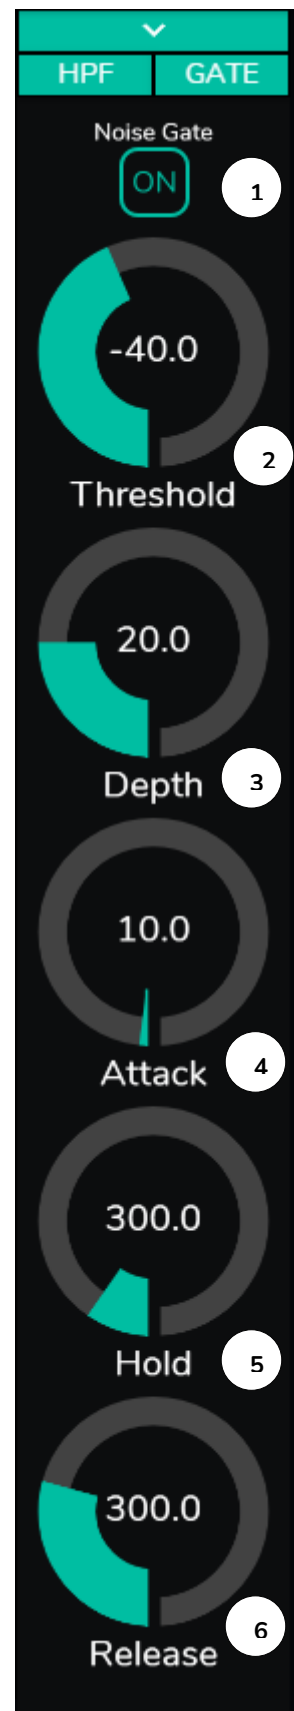 HPF GATE
Noise Gate
ON
1
-40.0
2
Threshold
20.0
Depth
3
10.0
Attack
4
300.0
Hold
5
300.0
6
Release